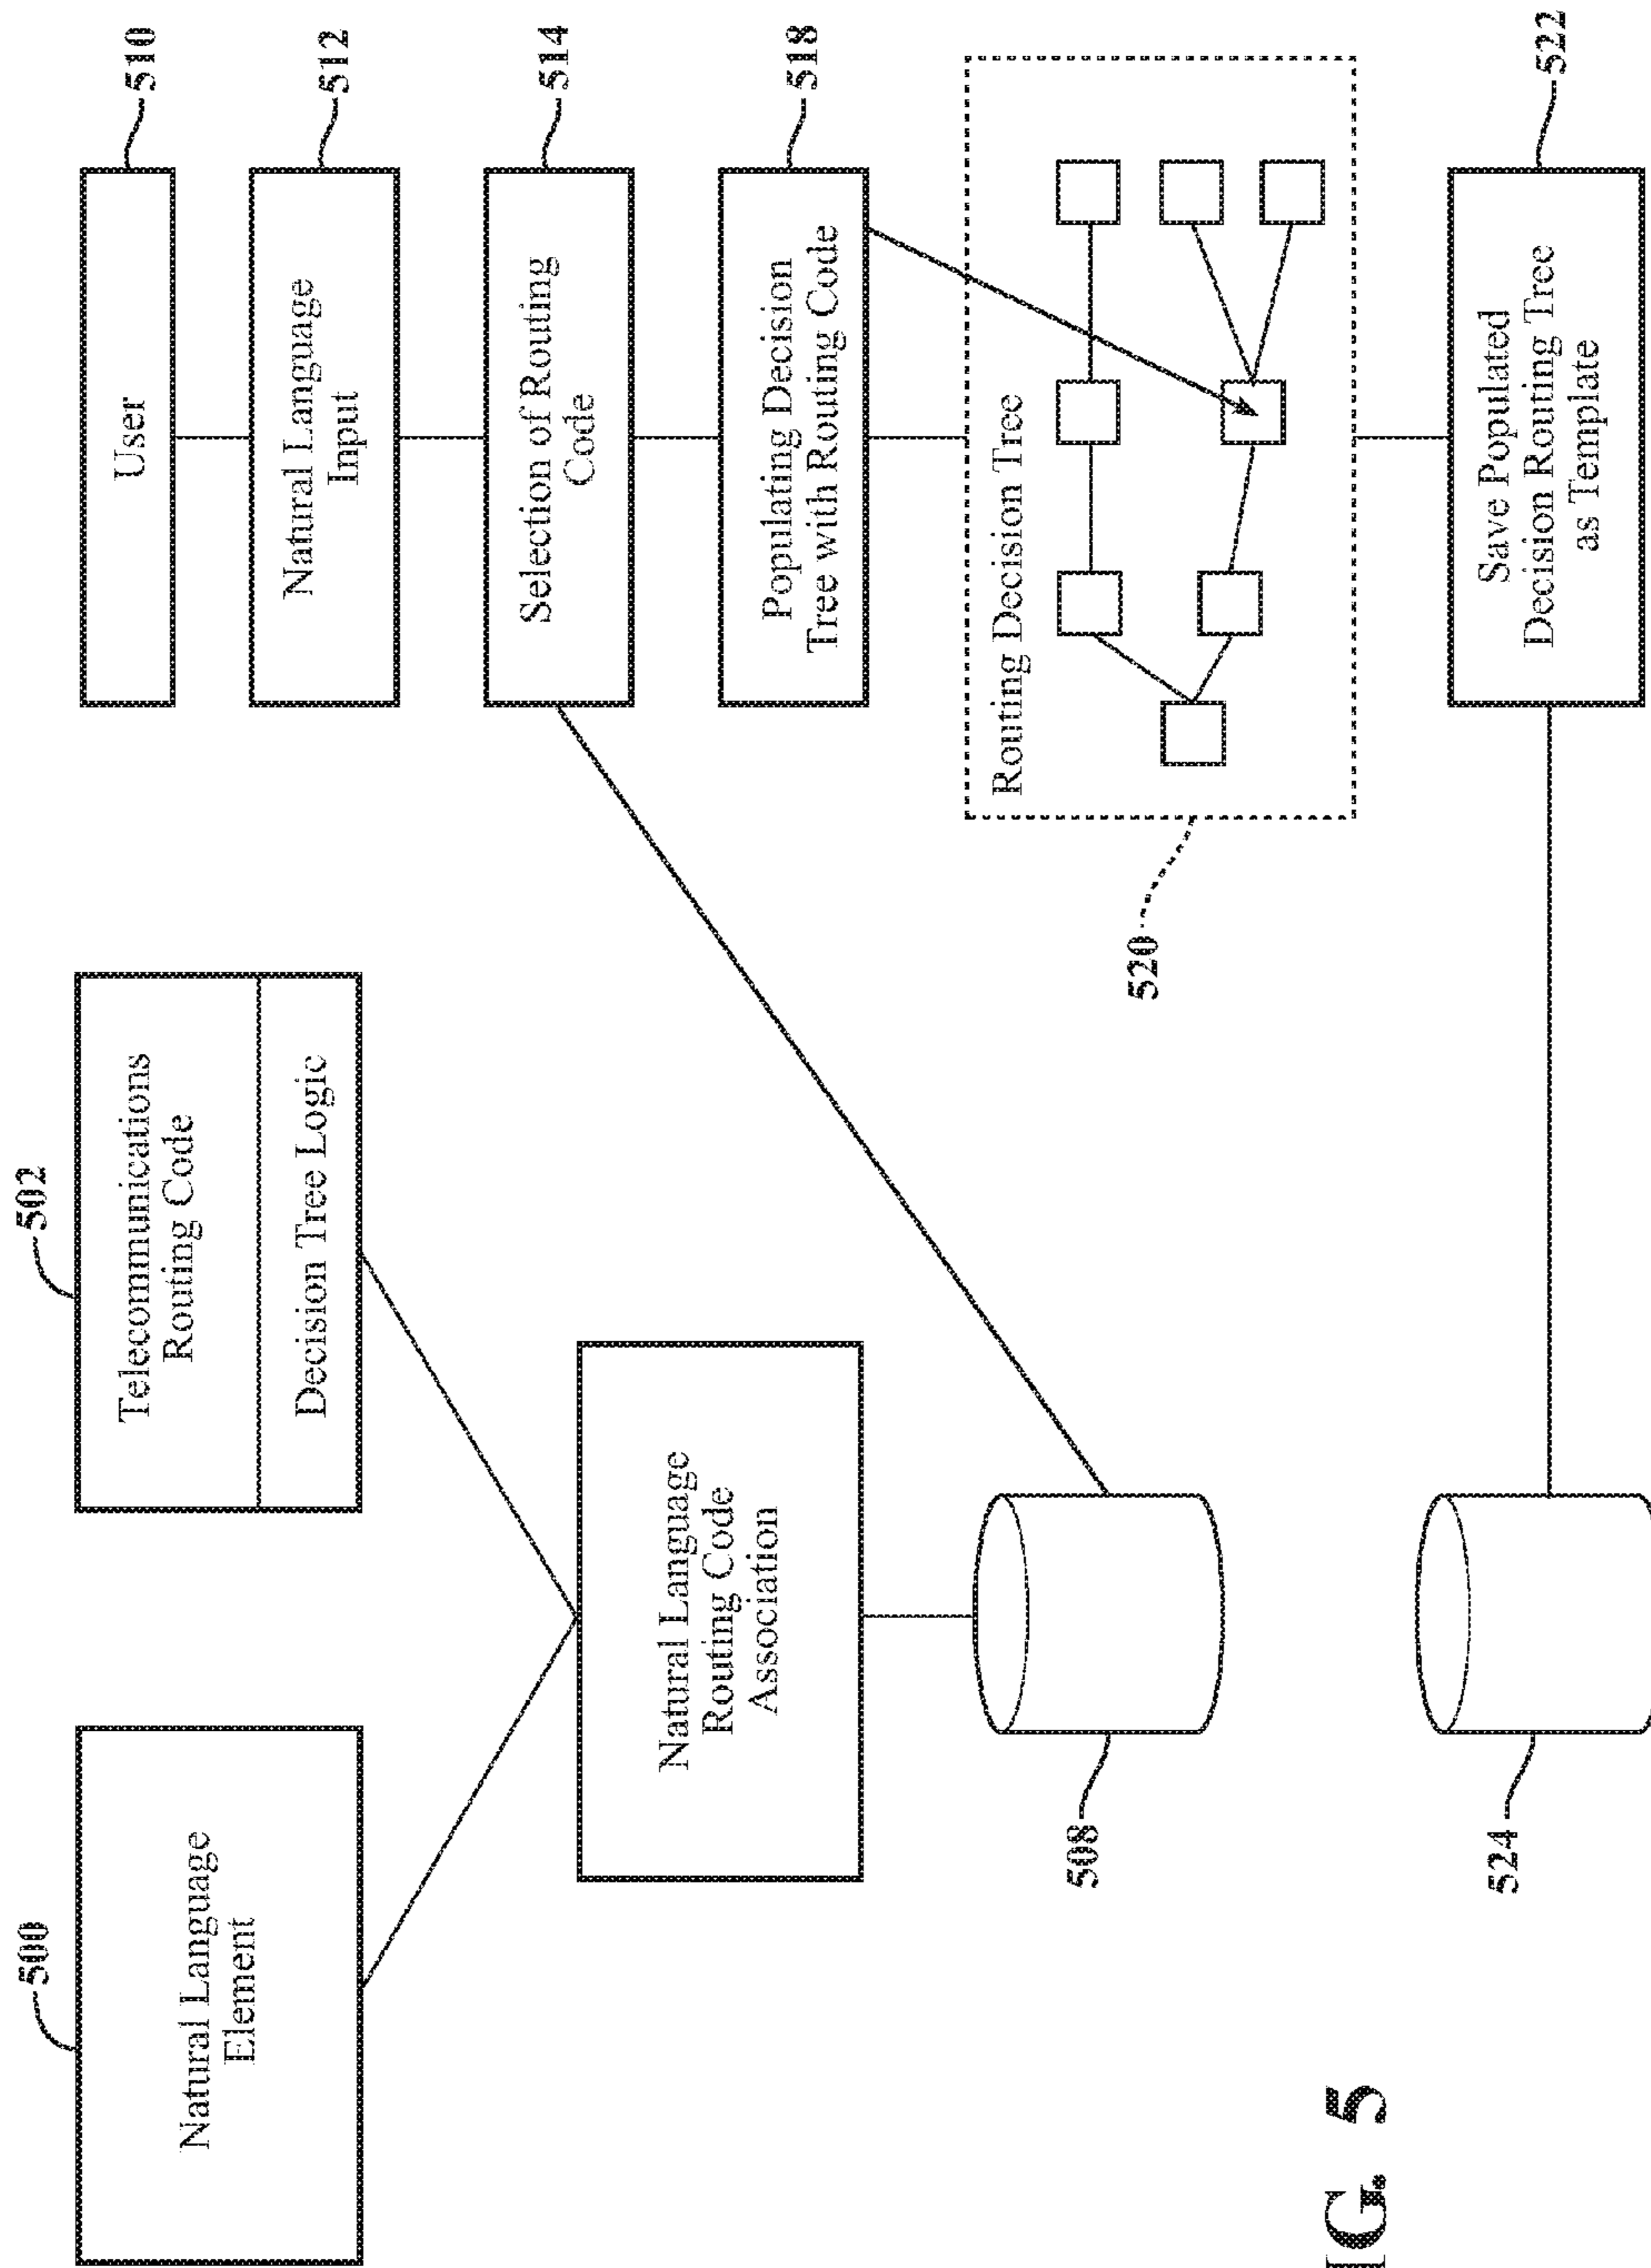 500
Natural Language
Element
502
Telecommunications
Routing Code
Decision Tree Logic
Natural Language
Routing Code
Association
508
524
510
User
512
Natural Language
Input
514
Selection of Routing
Code
518
Populating Decision
Tree with Routing Code
520
Routing Decision Tree
522
Save Populated
Decision Routing Tree
as Template
IG. 5